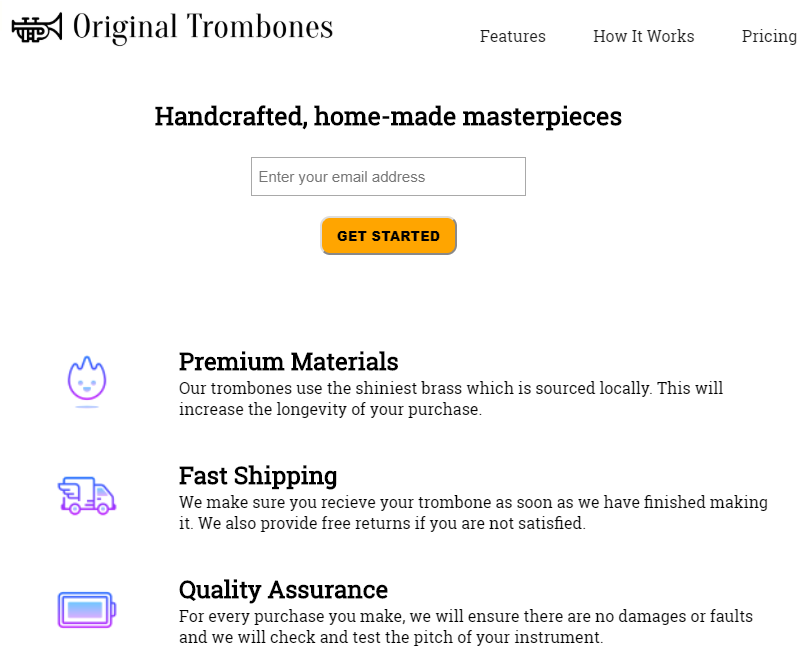 Original Trombones
Features
How It Works
Pricing
Handcrafted, home-made masterpieces
Enter your email address
GET STARTED
Premium Materials
Our trombones use the shiniest brass which is sourced locally. This will
increase the longevity of your purchase.
Fast Shipping
We make sure you recieve your trombone as soon as we have finished making
it. We also provide free returns if you are not satisfied.
Quality Assurance
For every purchase you make, we will ensure there are no damages or faults
and we will check and test the pitch of your instrument.